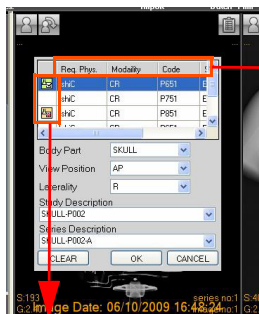 Req. Phys. Modality Code
shiC CR P651 E
shiC CR P751 E
shiC CR P851 E
Body Part SKULL
View Position AP
Laterality R
Study Description
SKULL-P002
Series Description
SKULL-P002-A
CLEAR OK CANCEL
S:193 series no:1 S:4
Image Date: 06/10/2009 16:48:24